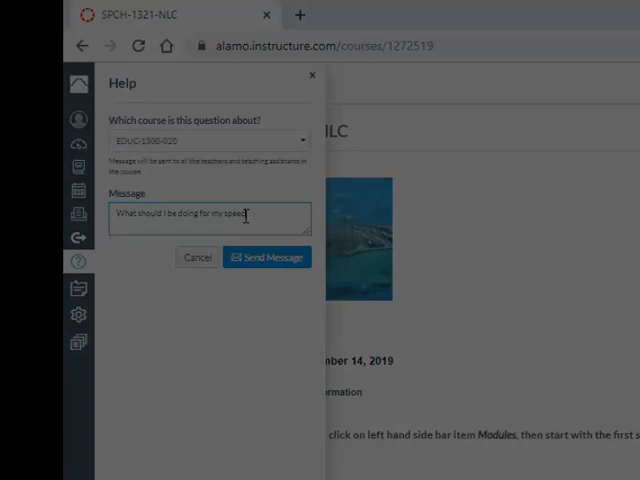 SPCH-1321-NLC
alamo.instructure.com/courses/1272519
Help
Which course is this question about?
EDUC-1300-020
Message will be sent to all the teachers and teaching assistants in
the course.
Message
What should I be doing for my speec
Cancel
Send Message
NLC
mber 14, 2019
ormation
click on left hand side bar item Modules, then start with the first s